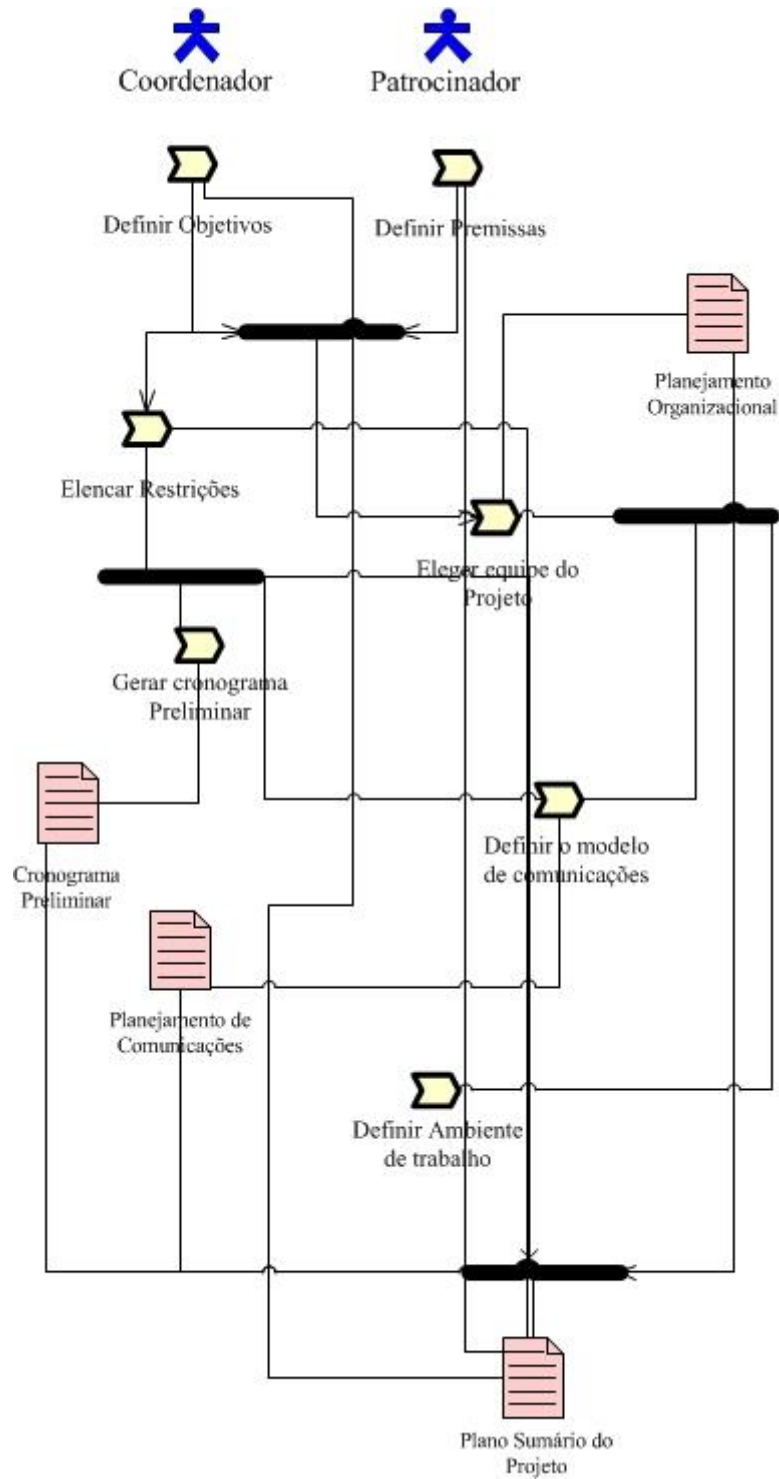 Coordenador
Patrocinador
Definir Objetivos
Definir Premissas
Planejamento
Organizacional
Elencar Restrições
Eleger equipe do
Projeto
Gerar cronograma
Preliminar
Definir o modelo
de comunicações
Cronograma
Preliminar
Planejamento de
Comunicações
Definir Ambiente
de trabalho
Plano Sumário do
Projeto